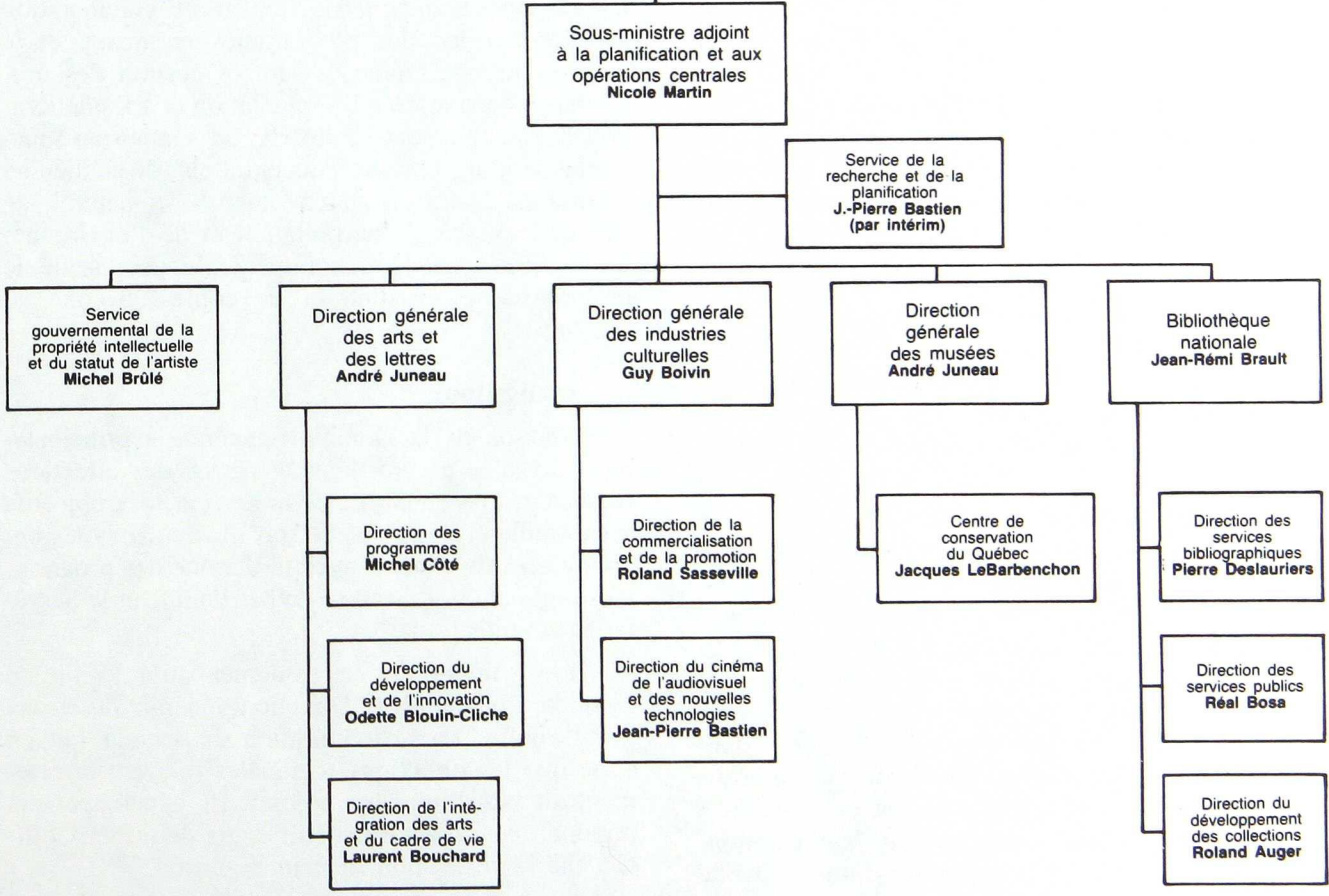 Sous-ministre adjoint
à la planification et aux
opérations centrales
Nicole Martin
Service de la
recherche et de la
planification
J.-Pierre Bastien
(par intérim)
Service
gouvernemental de la
propriété intellectuelle
et du statut de l'artiste
Michel Brûlé
Direction générale
des arts et
des lettres
André Juneau
Direction générale
des industries
culturelles
Guy Boivin
Direction
générale
des musées
André Juneau
Bibliothèque
nationale
Jean-Rémi Brault
Direction des
programmes
Michel Côté
Direction du
développement
et de l'innovation
Odette Blouin-Cliche
Direction de l'inté-
gration des arts
et du cadre de vie
Laurent Bouchard
Direction de la
commercialisation
et de la promotion
Roland Sasseville
Direction du cinéma
de l'audiovisuel
et des nouvelles
technologies
Jean-Pierre Bastien
Centre de
conservation
du Québec
Jacques LeBarbenchon
Direction des
services
bibliographiques
Pierre Deslauriers
Direction des
services publics
Réal Bosa
Direction du
développement
des collections
Roland Auger